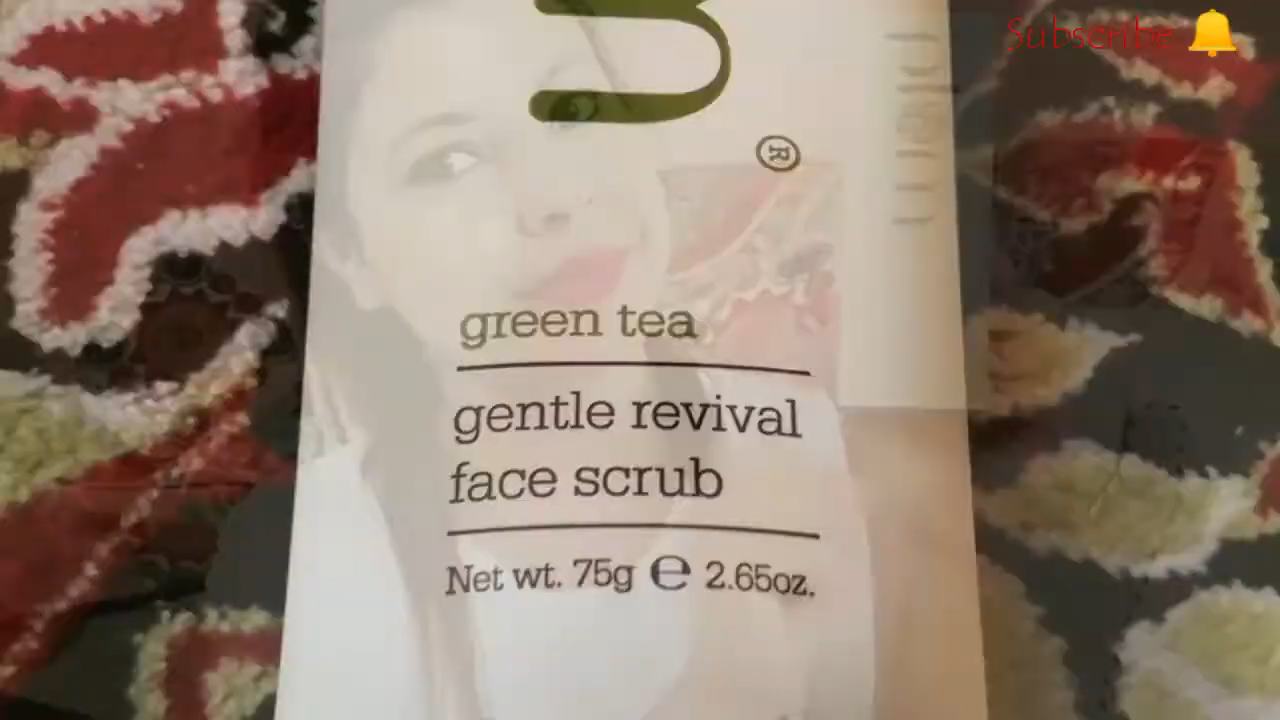 Subscribe
®
green tea
gentle revival
face scrub
Net wt. 75g ℮ 2.65oz.